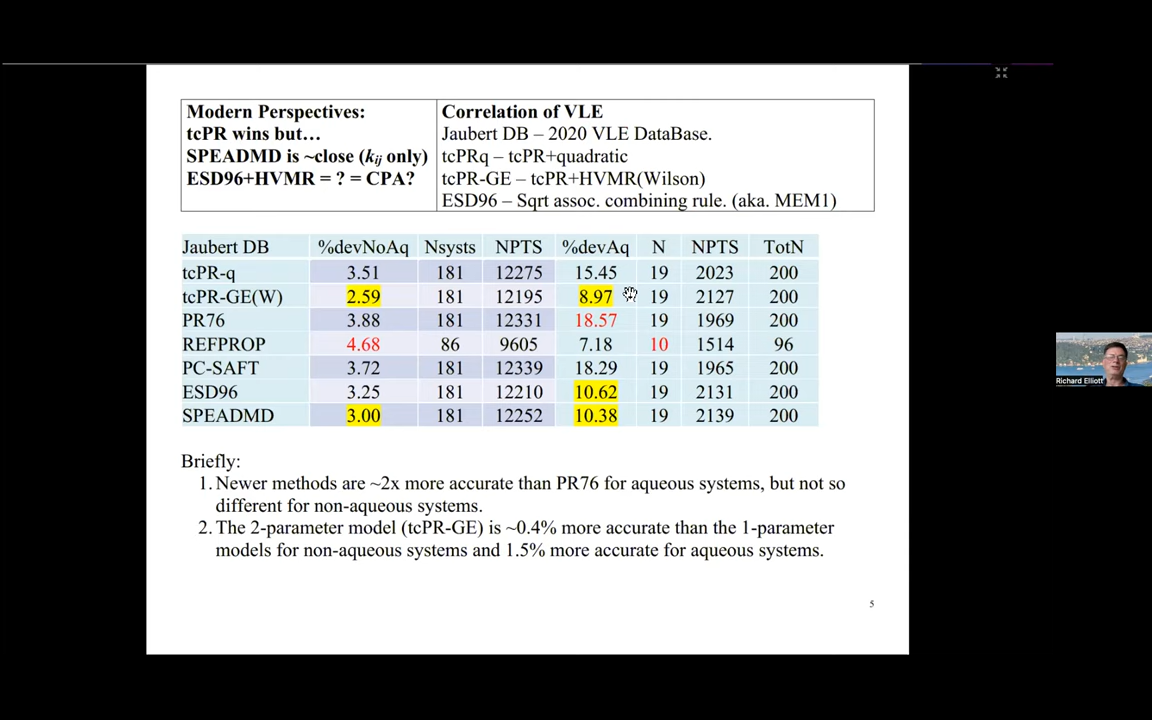 Modern Perspectives:
tcPR wins but…
SPEADMD is ~close (kij only)
ESD96+HVMR = ? = CPA?
Correlation of VLE
Jaubert DB – 2020 VLE DataBase.
tcPRq – tcPR+quadratic
tcPR-GE – tcPR+HVMR(Wilson)
ESD96 – Sqrt assoc. combining rule. (aka. MEM1)
Jaubert DB %devNoAq Nsysts NPTS %devAq N NPTS TotN
tcPR-q 3.51 181 12275 15.45 19 2023 200
tcPR-GE(W) 2.59 181 12195 8.97 19 2127 200
PR76 3.88 181 12331 18.57 19 1969 200
REFPROP 4.68 86 9605 7.18 10 1514 96
PC-SAFT 3.72 181 12339 18.29 19 1965 200
ESD96 3.25 181 12210 10.62 19 2131 200
SPEADMD 3.00 181 12252 10.38 19 2139 200
Briefly:
1. Newer methods are ~2x more accurate than PR76 for aqueous systems, but not so
different for non-aqueous systems.
2. The 2-parameter model (tcPR-GE) is ~0.4% more accurate than the 1-parameter
models for non-aqueous systems and 1.5% more accurate for aqueous systems.
5
Richard Elliott